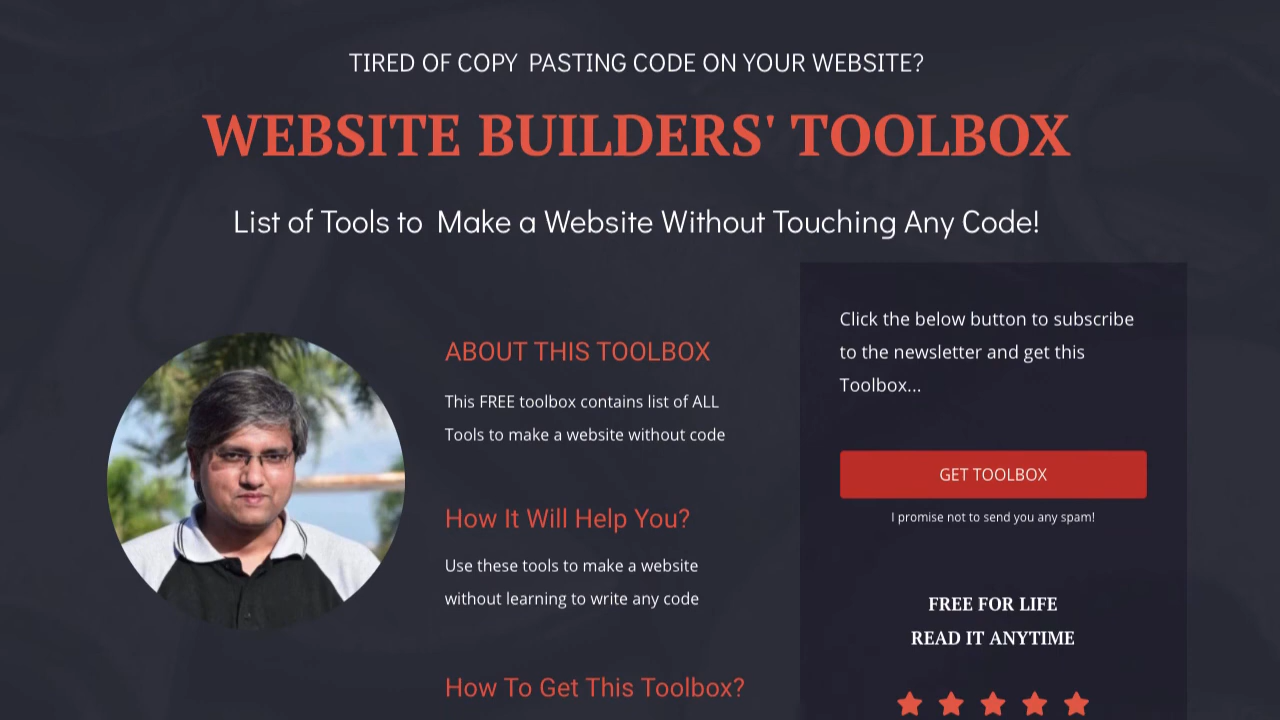 TIRED OF COPY PASTING CODE ON YOUR WEBSITE?
WEBSITE BUILDERS' TOOLBOX
List of Tools to Make a Website Without Touching Any Code!
ABOUT THIS TOOLBOX
This FREE toolbox contains list of ALL
Tools to make a website without code
How It Will Help You?
Use these tools to make a website
without learning to write any code
How To Get This Toolbox?
Click the below button to subscribe
to the newsletter and get this
Toolbox...
GET TOOLBOX
I promise not to send you any spam!
FREE FOR LIFE
READ IT ANYTIME